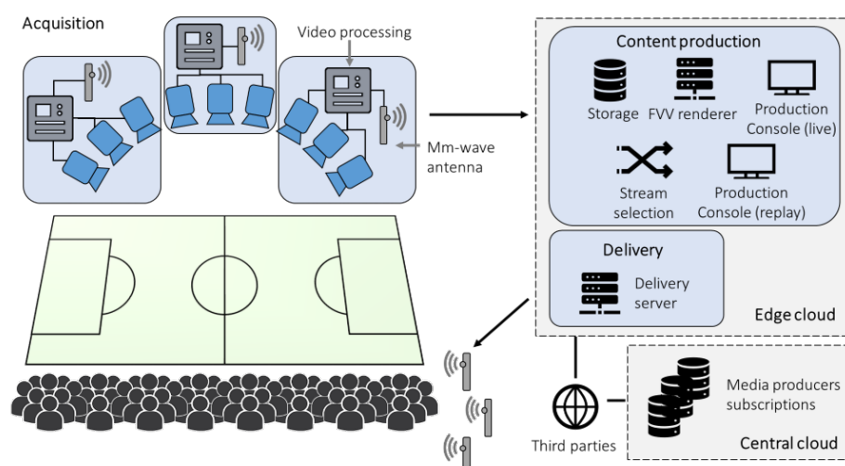 Acquisition
Video processing
Mm-wave
antenna
Content production
Storage
FVV renderer
Production
Console (live)
Stream
selection
Production
Console (replay)
Delivery
Delivery
server
Edge cloud
Third parties
Media producers
subscriptions
Central cloud